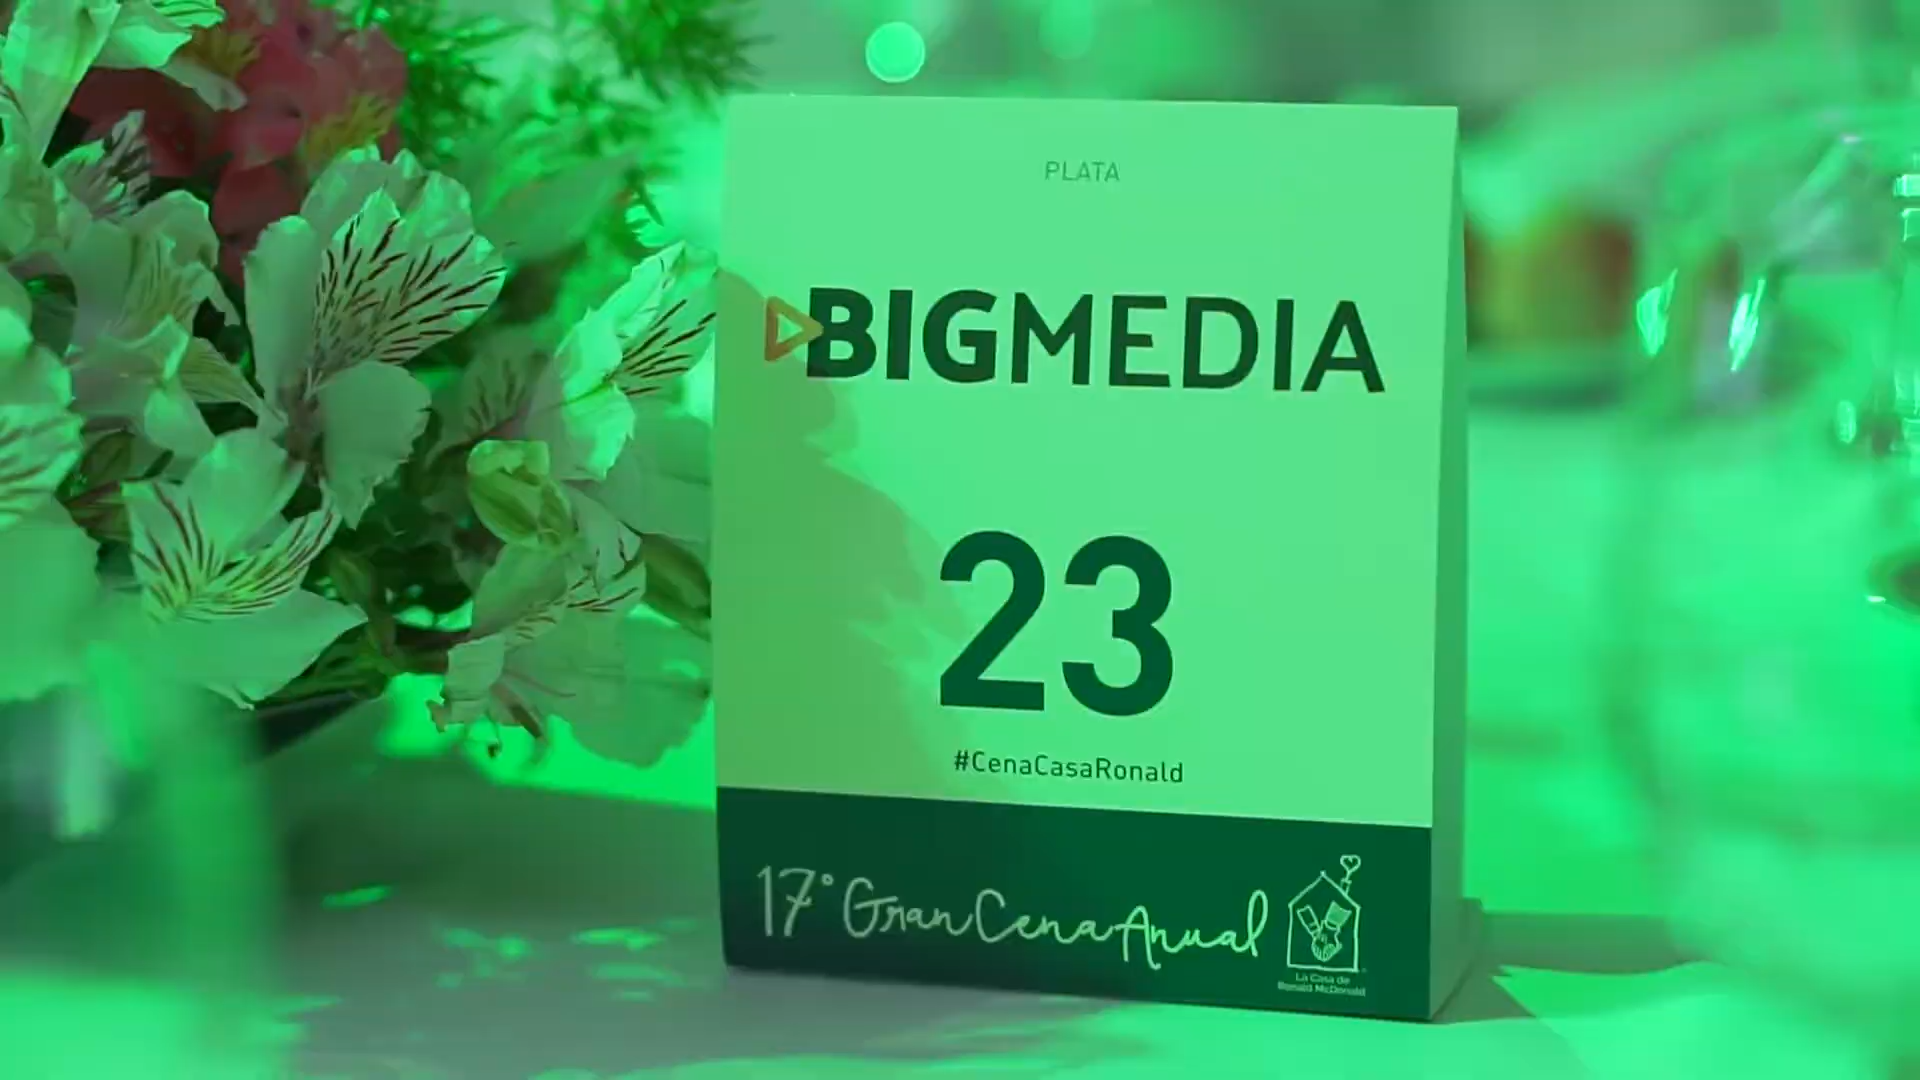 PLATA
BIGMEDIA
23
#CenaCasaRonald
17° Gran Cena Anual
La Casa de
Ronald McDonald